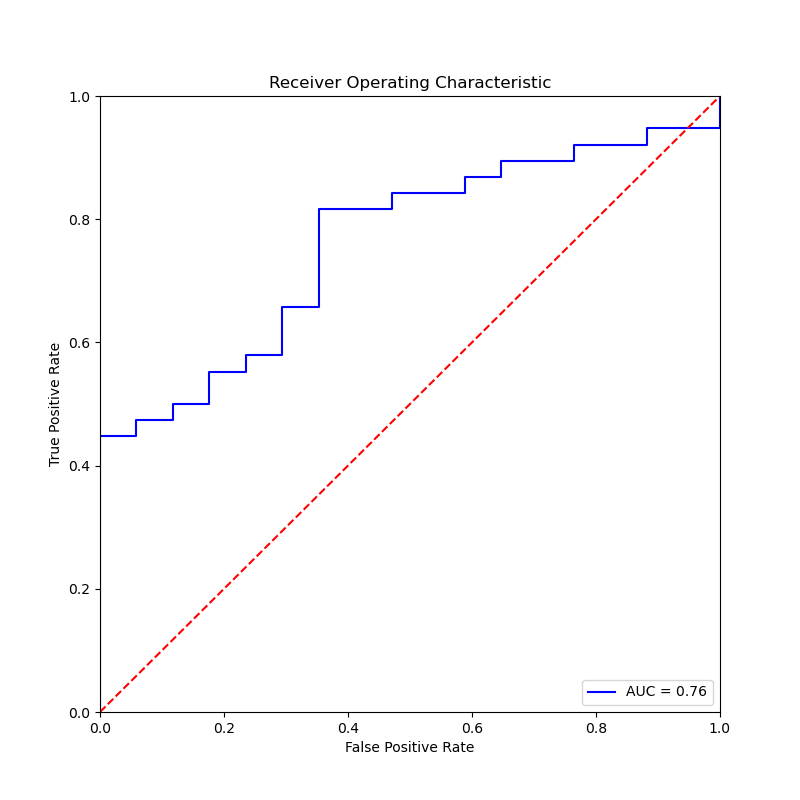 Receiver Operating Characteristic
1.0
0.8
0.6
0.4
0.2
0.0
True Positive Rate
AUC = 0.76
0.0 0.2 0.4 0.6 0.8 1.0
False Positive Rate